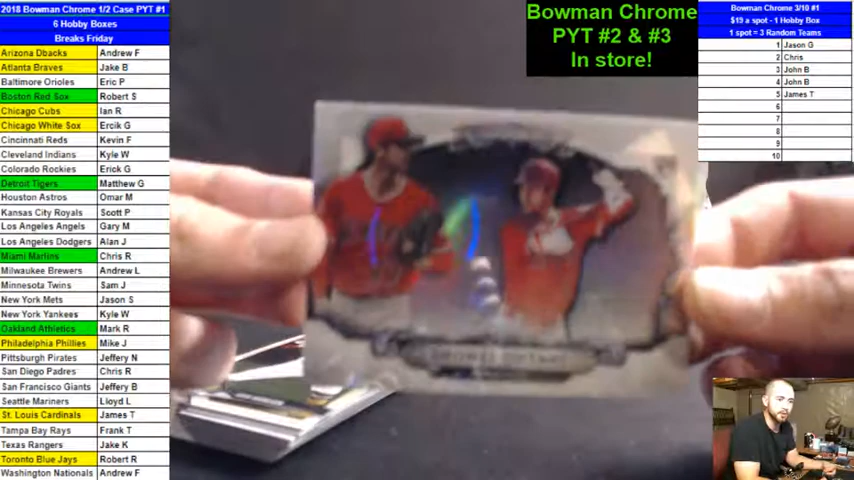 2018 Bowman Chrome 1/2 Case PYT #1
6 Hobby Boxes
Breaks Friday
Arizona Dbacks Andrew F
Atlanta Braves Jake B
Baltimore Orioles Eric P
Boston Red Sox Robert S
Chicago Cubs Ian R
Chicago White Sox Ercik G
Cincinnati Reds Kevin F
Cleveland Indians Kyle W
Colorado Rockies Erick G
Detroit Tigers Matthew G
Houston Astros Omar M
Kansas City Royals Scott P
Los Angeles Angels Gary M
Los Angeles Dodgers Alan J
Miami Marlins Chris R
Milwaukee Brewers Andrew L
Minnesota Twins Sam J
New York Mets Jason S
New York Yankees Kyle W
Oakland Athletics Mark R
Philadelphia Phillies Mike J
Pittsburgh Pirates Jeffery N
San Diego Padres Chris R
San Francisco Giants Jeffery B
Seattle Mariners Lloyd L
St. Louis Cardinals James T
Tampa Bay Rays Frank T
Texas Rangers Jake K
Toronto Blue Jays Robert R
Washington Nationals Andrew F
Bowman Chrome
PYT #2 & #3
In store!
Bowman Chrome 3/10 #1
$19 a spot - 1 Hobby Box
1 spot = 3 Random Teams
1 Jason G
2 Chris
3 John B
4 John B
5 James T
6
7
8
9
10